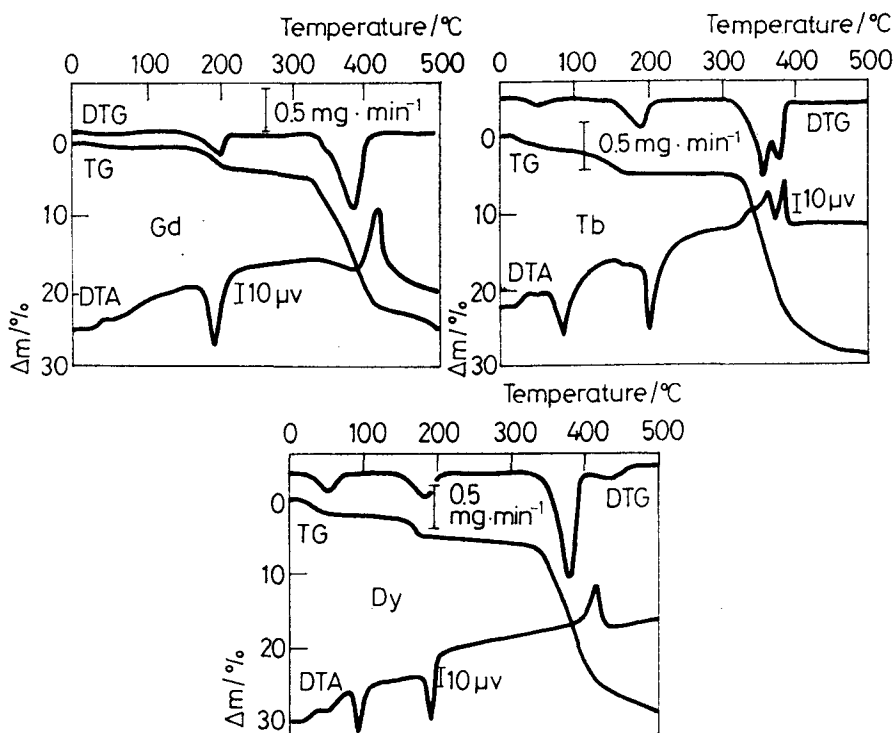 Temperature/°C
0 100 200 300 400 500
DTG
0.5 mg·min⁻¹
0
TG
10
Gd
20
DTA
10 μv
30
Δm/%
Temperature/°C
0 100 200 300 400 500
DTG
0
0.5 mg·min⁻¹
TG
10
10 μv
Tb
20
DTA
30
Δm/%
Temperature/°C
0 100 200 300 400 500
0
0.5
mg·min⁻¹
DTG
TG
10
Dy
20
DTA
10 μv
30
Δm/%